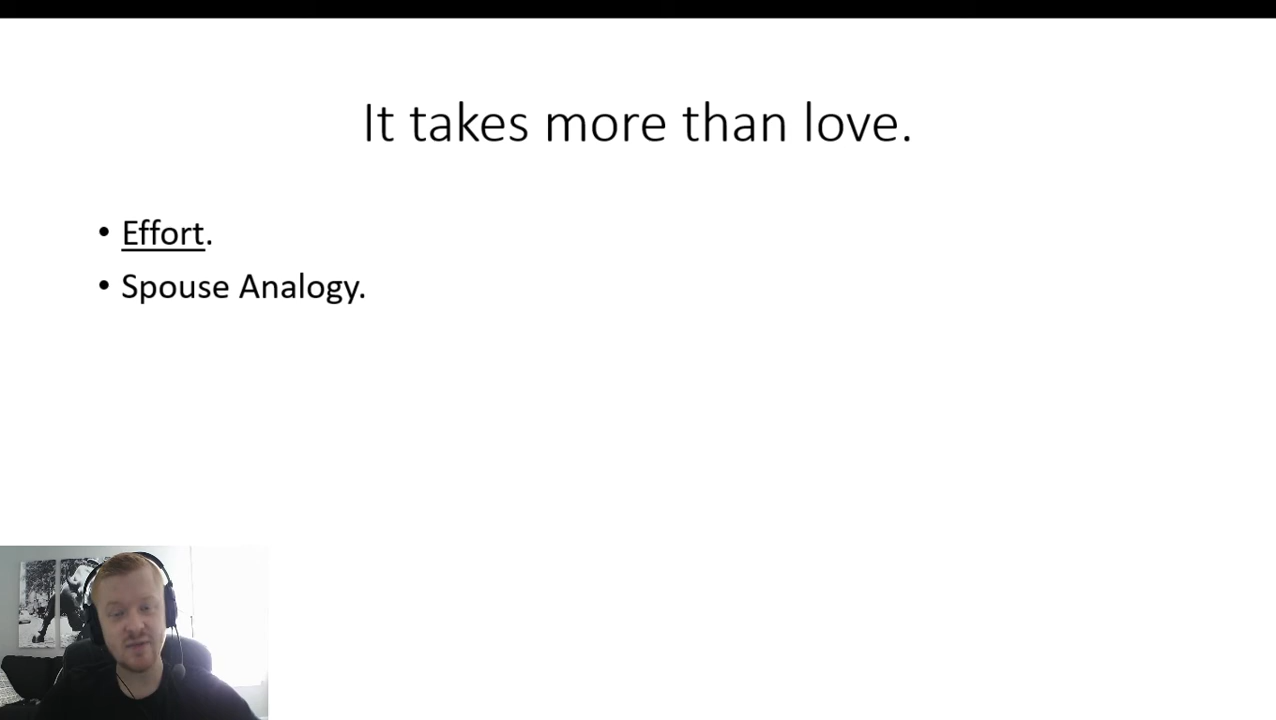 It takes more than love.
• Effort.
• Spouse Analogy.